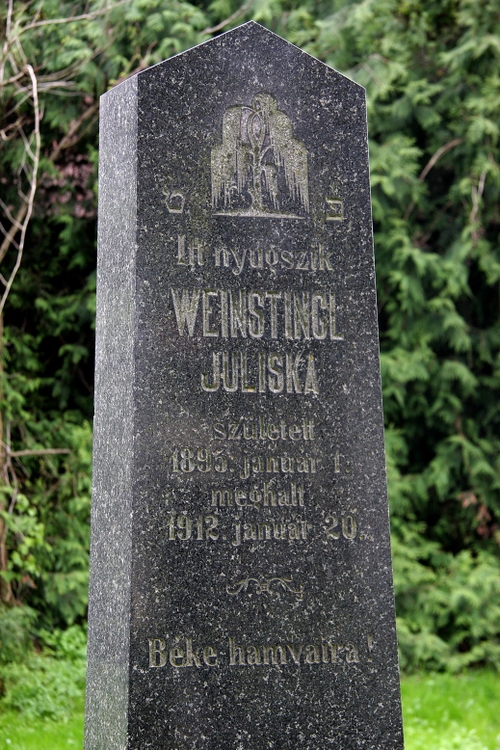 פ ט
Itt nyugszik
WEINSTINGL
JULISKA
született
1895. január 1.
meghalt
1912. január 20.
Béke hamvaira!